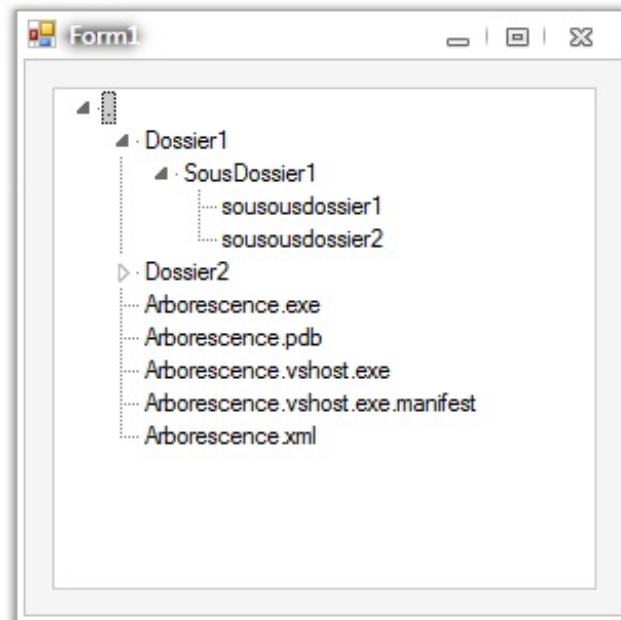 Form1
.
Dossier1
SousDossier1
sousousdossier1
sousousdossier2
Dossier2
Arborescence.exe
Arborescence.pdb
Arborescence.vshost.exe
Arborescence.vshost.exe.manifest
Arborescence.xml